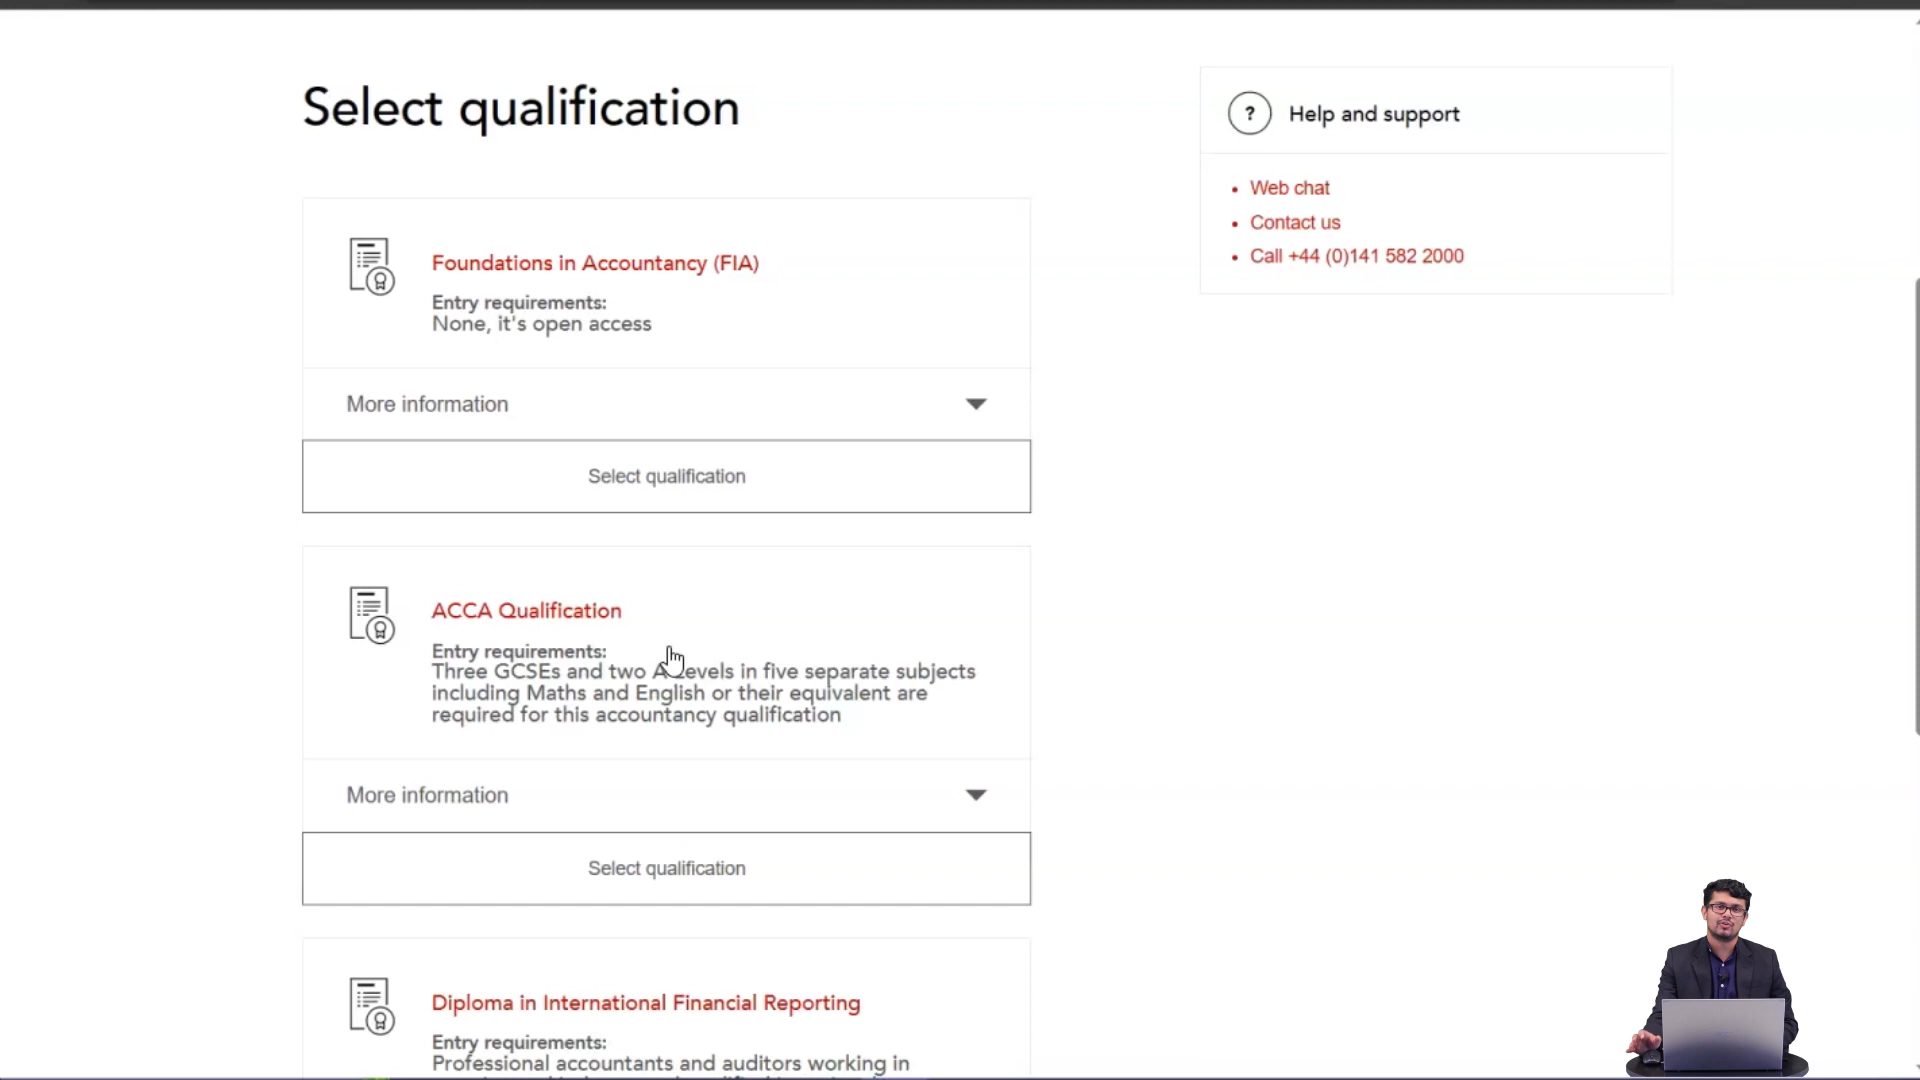 Select qualification
Foundations in Accountancy (FIA)
Entry requirements:
None, it's open access
More information
Select qualification
ACCA Qualification
Entry requirements:
Three GCSEs and two A Levels in five separate subjects
including Maths and English or their equivalent are
required for this accountancy qualification
More information
Select qualification
Diploma in International Financial Reporting
Entry requirements:
Professional accountants and auditors working in
? Help and support
• Web chat
• Contact us
• Call +44 (0)141 582 2000